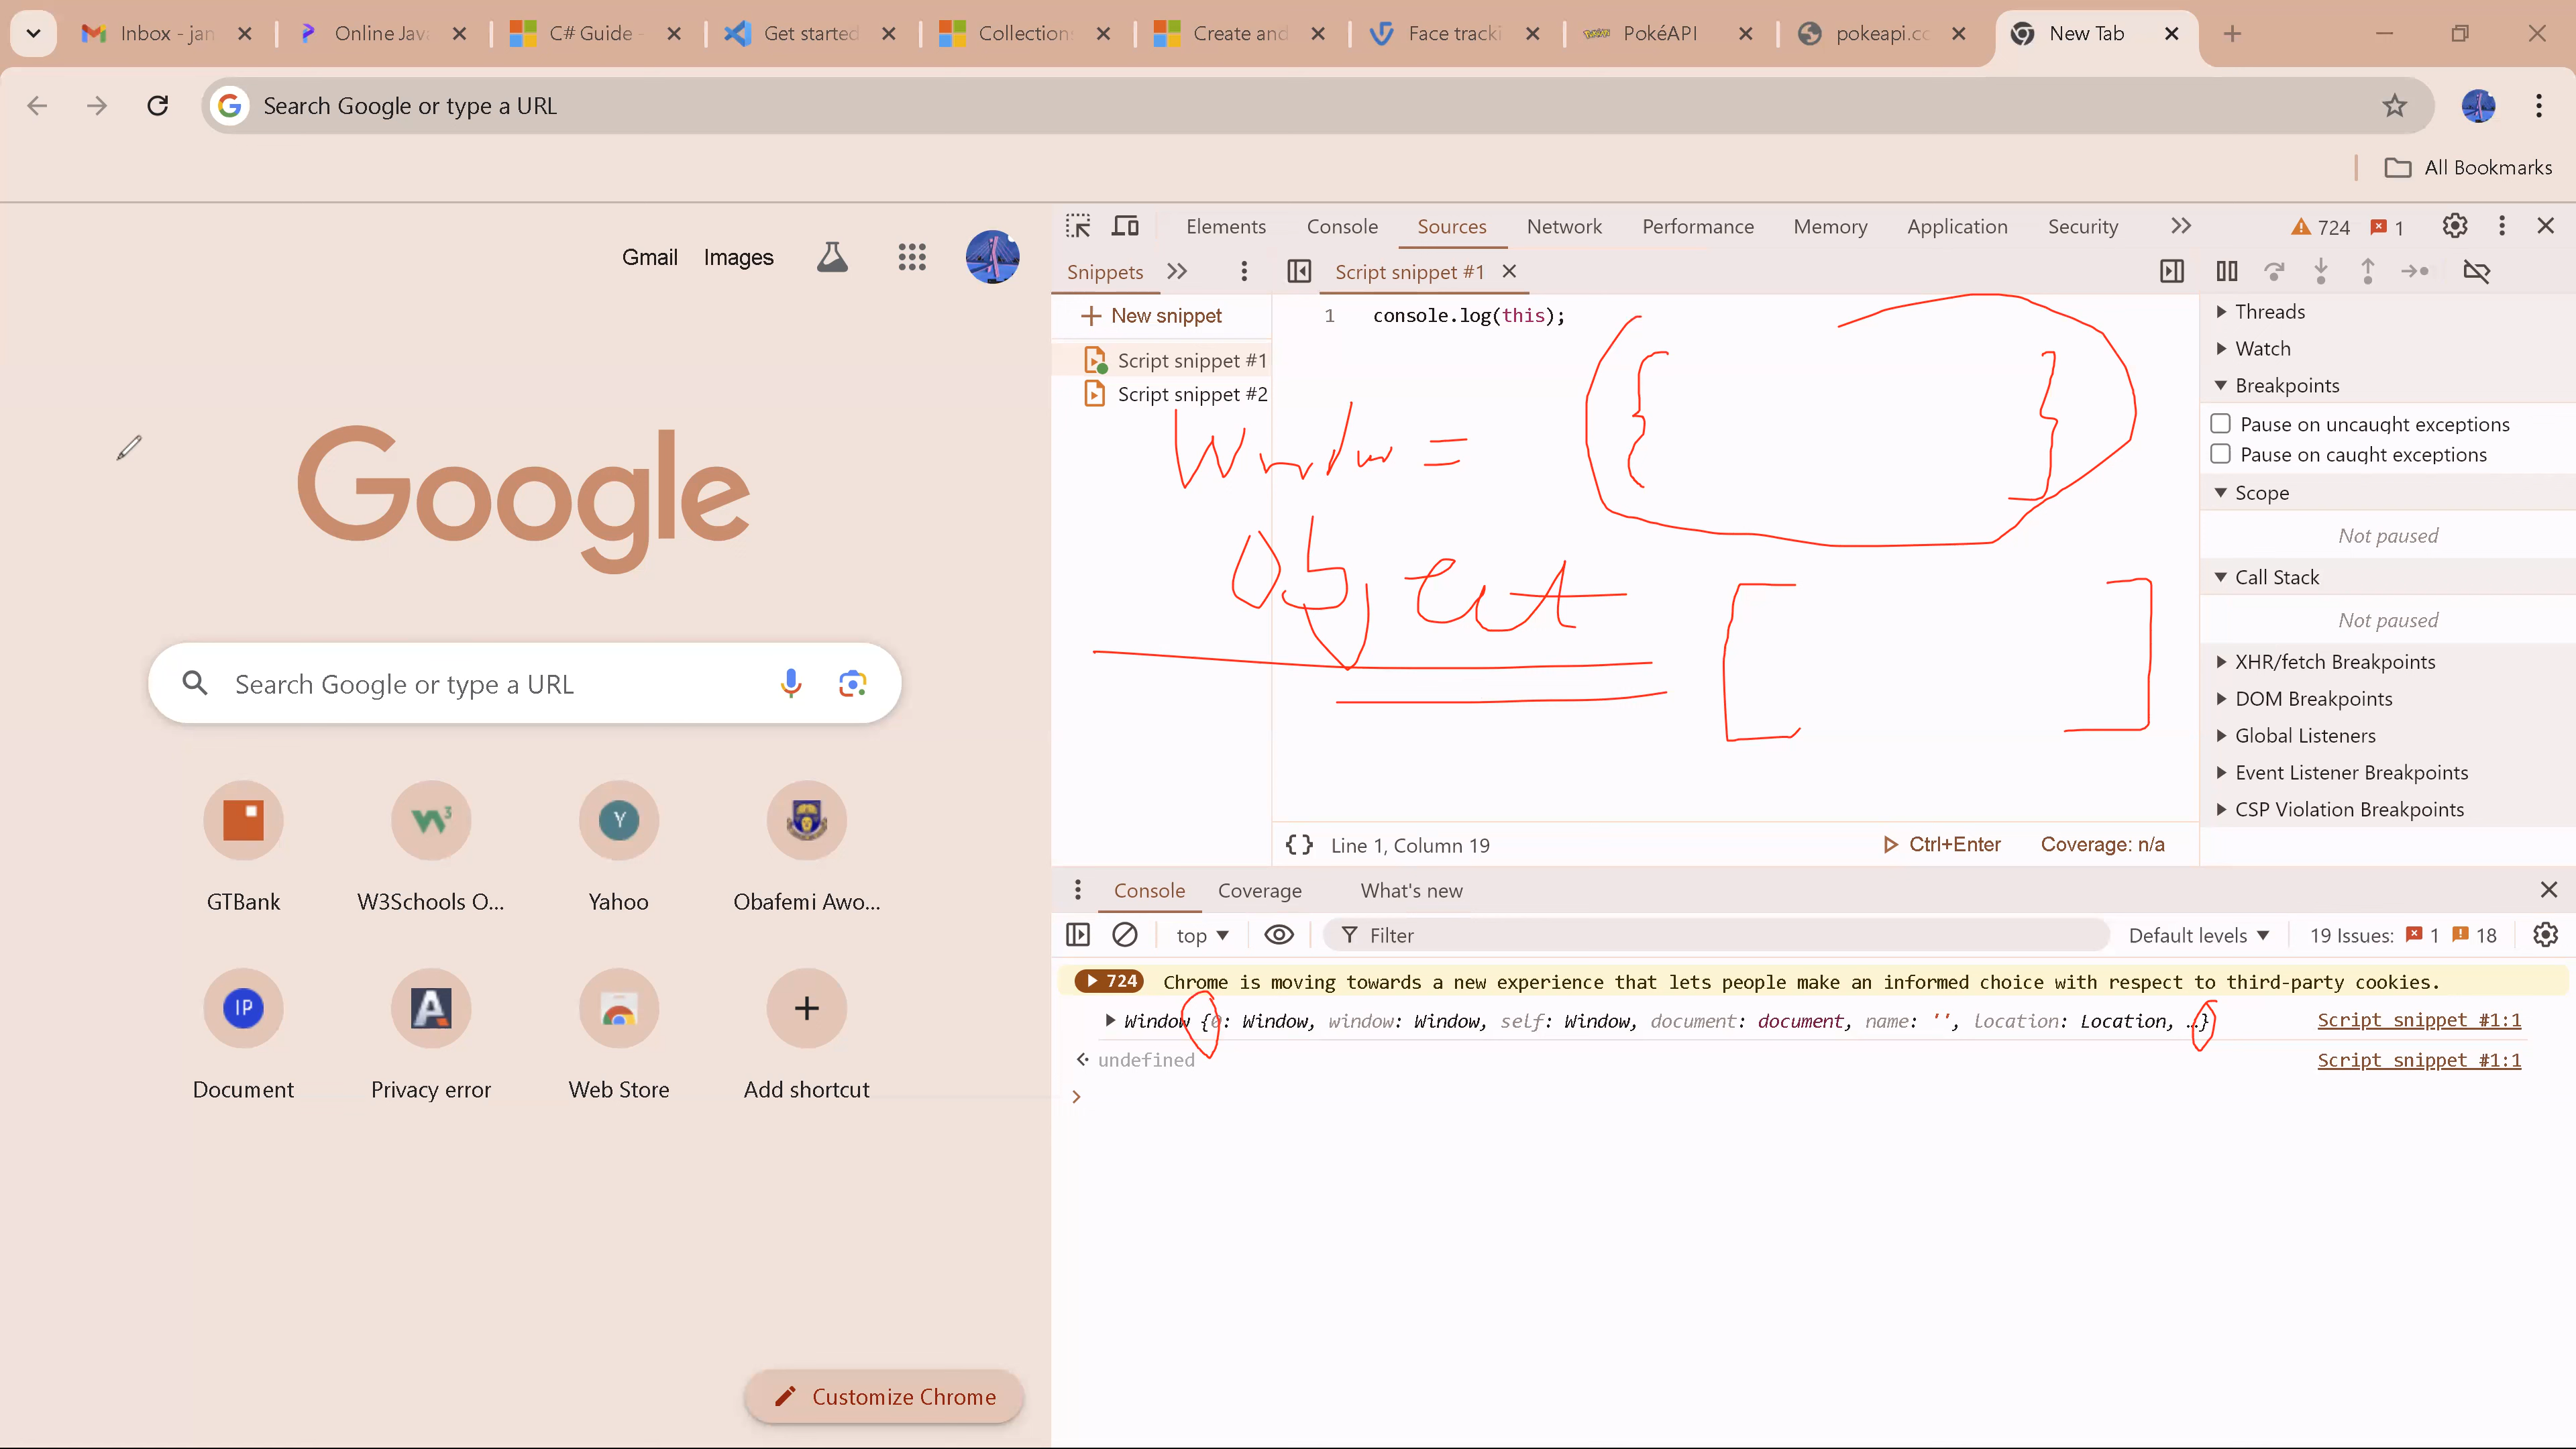 Inbox - jan
Online Java
C# Guide -
Get started
Collections
Create and
Face tracki
PokéAPI
pokeapi.co
New Tab
Search Google or type a URL
All Bookmarks
Gmail
Images
Google
Search Google or type a URL
GTBank
W3Schools O...
Y
Yahoo
Obafemi Awo...
IP
Document
Privacy error
Web Store
Add shortcut
Customize Chrome
Elements
Console
Sources
Network
Performance
Memory
Application
Security
724
1
Snippets
Script snippet #1
New snippet
Script snippet #1
Script snippet #2
1 console.log(this);
Window = { }
object
[ ]
{} Line 1, Column 19
Ctrl+Enter
Coverage: n/a
Threads
Watch
Breakpoints
Pause on uncaught exceptions
Pause on caught exceptions
Scope
Not paused
Call Stack
Not paused
XHR/fetch Breakpoints
DOM Breakpoints
Global Listeners
Event Listener Breakpoints
CSP Violation Breakpoints
Console
Coverage
What's new
top
Filter
Default levels
19 Issues: 1 18
724 Chrome is moving towards a new experience that lets people make an informed choice with respect to third-party cookies.
Window {0: Window, window: Window, self: Window, document: document, name: '', location: Location, …} Script snippet #1:1
undefined Script snippet #1:1